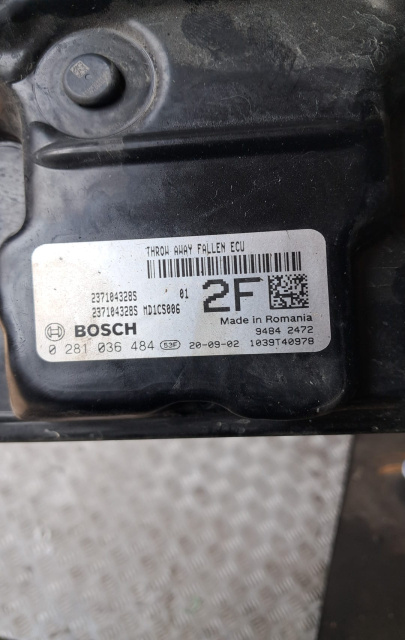 THROW AWAY FALLEN ECU
237104328S 01 2F
237104328S MD1CS006
Made in Romania
BOSCH 9484 2472
0 281 036 484 S3F 20-09-02 1039T40978